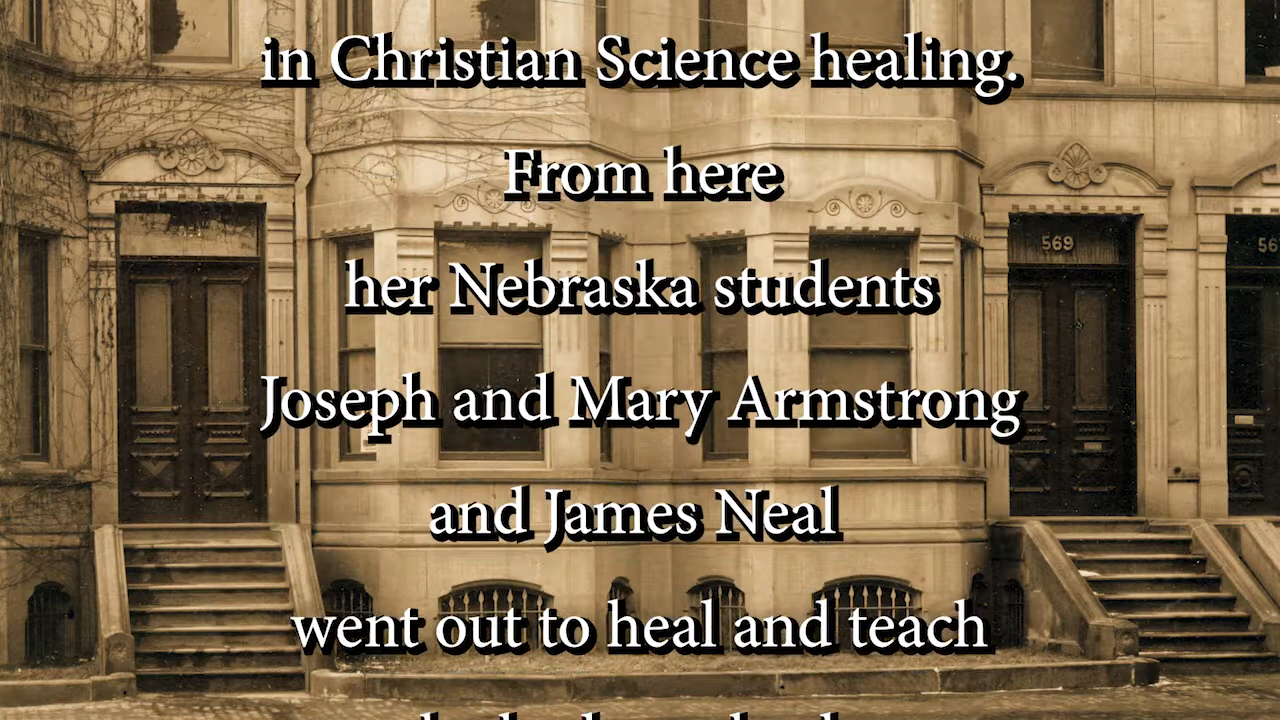 in Christian Science healing.
From here
569
her Nebraska students
Joseph and Mary Armstrong
and James Neal
went out to heal and teach